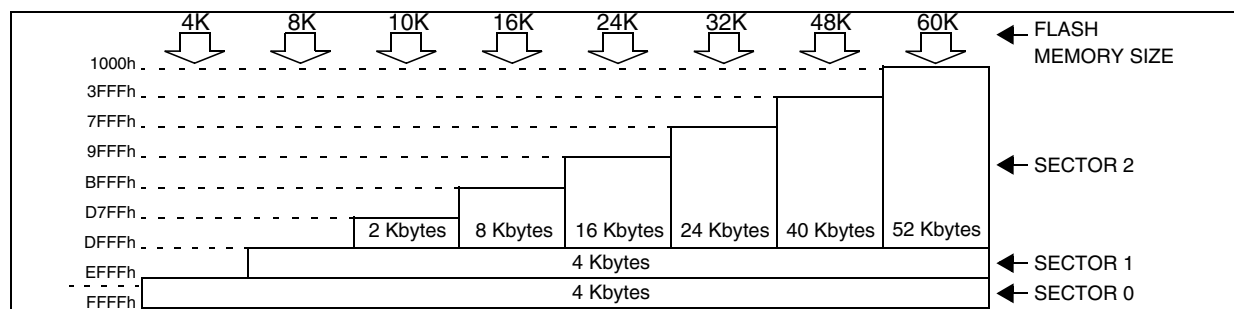 4K 8K 10K 16K 24K 32K 48K 60K
FLASH
MEMORY SIZE
1000h
3FFFh
7FFFh
9FFFh
BFFFh
D7FFh
DFFFh
EFFFh
FFFFh
SECTOR 2
2 Kbytes 8 Kbytes 16 Kbytes 24 Kbytes 40 Kbytes 52 Kbytes
4 Kbytes
SECTOR 1
4 Kbytes
SECTOR 0